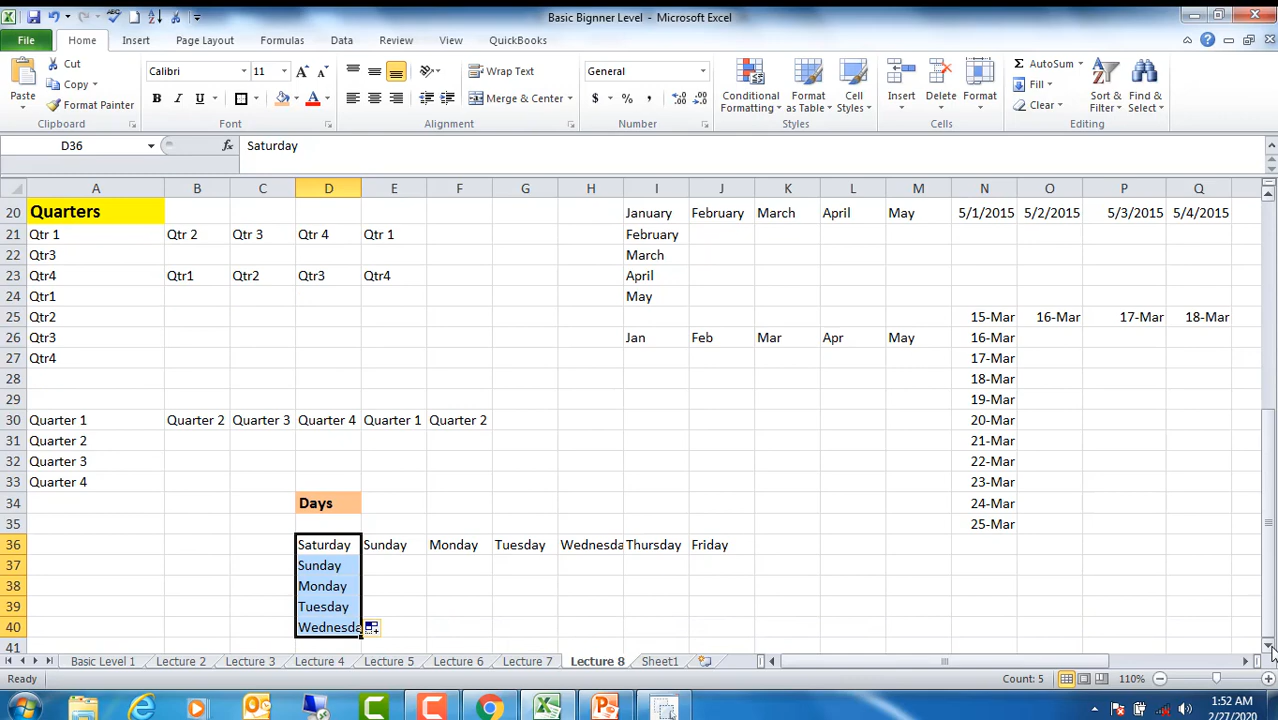 Basic Bignner Level - Microsoft Excel
File Home Insert Page Layout Formulas Data Review View QuickBooks
Paste Cut Copy Format Painter Clipboard
Calibri 11 B I U A Font
Wrap Text Merge & Center Alignment
General $ % , Number
Conditional Formatting Format as Table Cell Styles Styles
Insert Delete Format Cells
Σ AutoSum Fill Clear Sort & Filter Find & Select Editing
D36 fx Saturday
A B C D E F G H I J K L M N O P Q
20 Quarters January February March April May 5/1/2015 5/2/2015 5/3/2015 5/4/2015
21 Qtr 1 Qtr 2 Qtr 3 Qtr 4 Qtr 1 February
22 Qtr3 March
23 Qtr4 Qtr1 Qtr2 Qtr3 Qtr4 April
24 Qtr1 May
25 Qtr2 15-Mar 16-Mar 17-Mar 18-Mar
26 Qtr3 Jan Feb Mar Apr May 16-Mar
27 Qtr4 17-Mar
28 18-Mar
29 19-Mar
30 Quarter 1 Quarter 2 Quarter 3 Quarter 4 Quarter 1 Quarter 2 20-Mar
31 Quarter 2 21-Mar
32 Quarter 3 22-Mar
33 Quarter 4 23-Mar
34 Days 24-Mar
35 25-Mar
36 Saturday Sunday Monday Tuesday Wednesda Thursday Friday
37 Sunday
38 Monday
39 Tuesday
40 Wednesda
41
Basic Level 1 Lecture 2 Lecture 3 Lecture 4 Lecture 5 Lecture 6 Lecture 7 Lecture 8 Sheet1
Ready Count: 5 110%
1:52 AM
2/27/2020